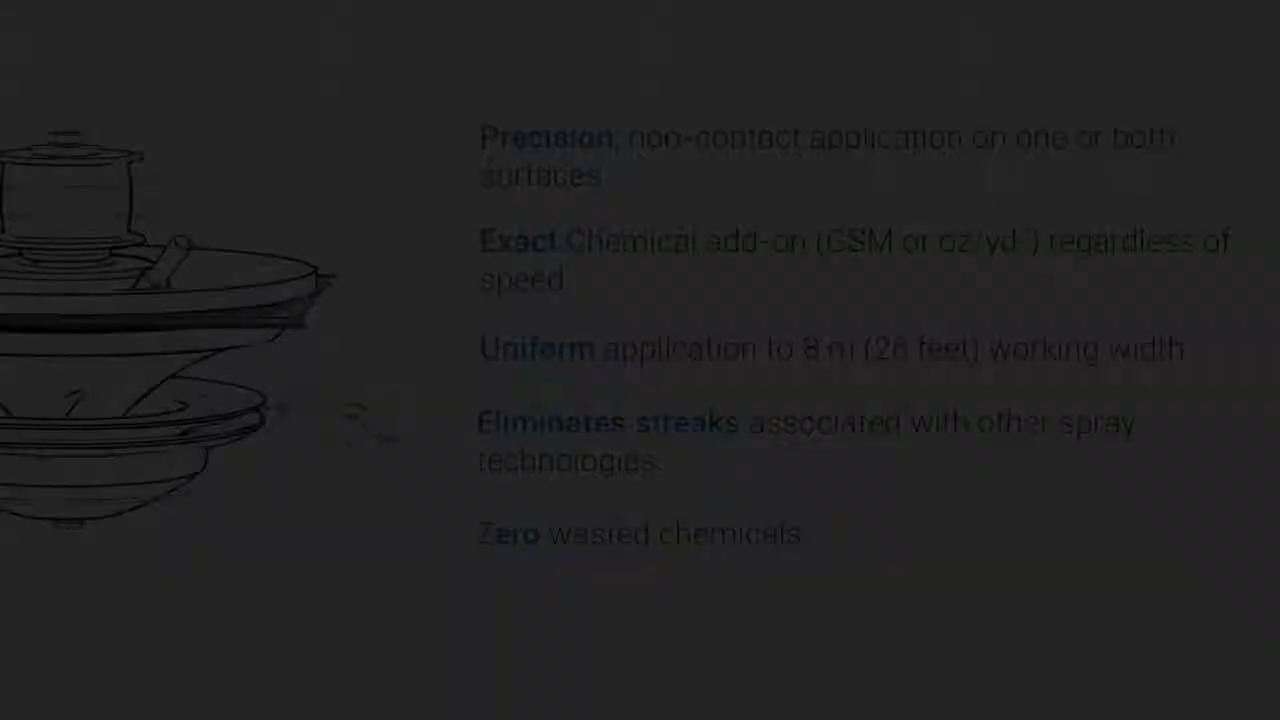 Precision, non-contact application on one or both
surfaces
Exact Chemical add-on (GSM or oz/yd²) regardless of
speed
Uniform application to 8 m (26 feet) working width
Eliminates streaks associated with other spray
technologies
Zero wasted chemicals